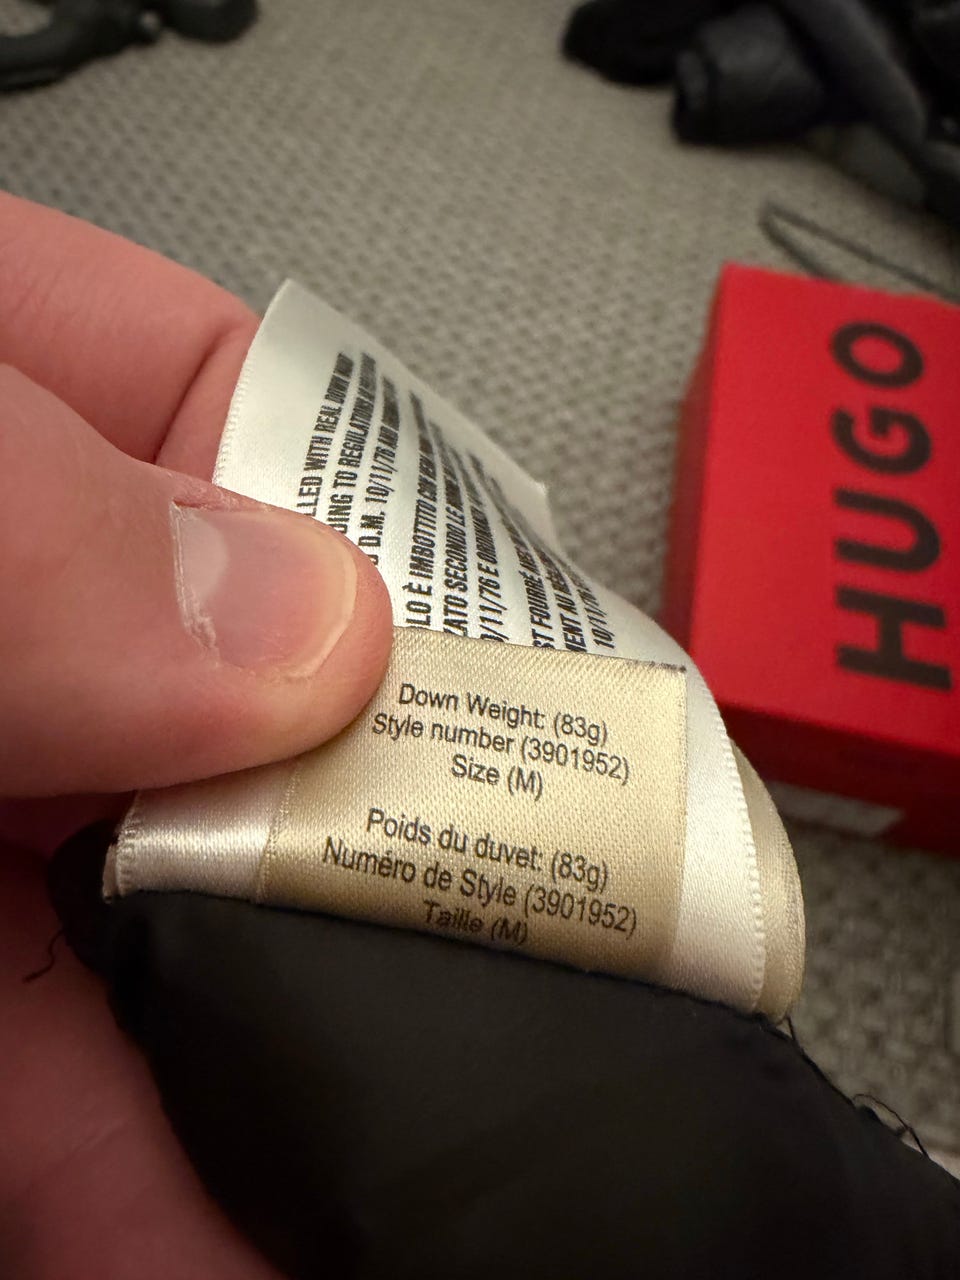 LLED WITH REAL DOWN
DING TO REGULATIONS
D.M. 10/11/76 AND
LO È IMBOTTITO CON
ATO SECONDO LE
0/11/76 E
ST FOURRÉ
MENT AU
10/11/76
Down Weight: (83g)
Style number (3901952)
Size (M)
Poids du duvet: (83g)
Numéro de Style (3901952)
Taille (M)
HUGO